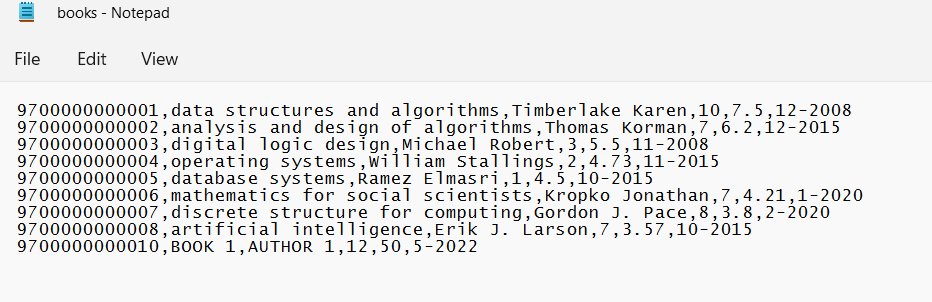 books - Notepad
File Edit View
9700000000001,data structures and algorithms,Timberlake Karen,10,7.5,12-2008
9700000000002,analysis and design of algorithms,Thomas Korman,7,6.2,12-2015
9700000000003,digital logic design,Michael Robert,3,5.5,11-2008
9700000000004,operating systems,William Stallings,2,4.73,11-2015
9700000000005,database systems,Ramez Elmasri,1,4.5,10-2015
9700000000006,mathematics for social scientists,Kropko Jonathan,7,4.21,1-2020
9700000000007,discrete structure for computing,Gordon J. Pace,8,3.8,2-2020
9700000000008,artificial intelligence,Erik J. Larson,7,3.57,10-2015
9700000000010,BOOK 1,AUTHOR 1,12,50,5-2022